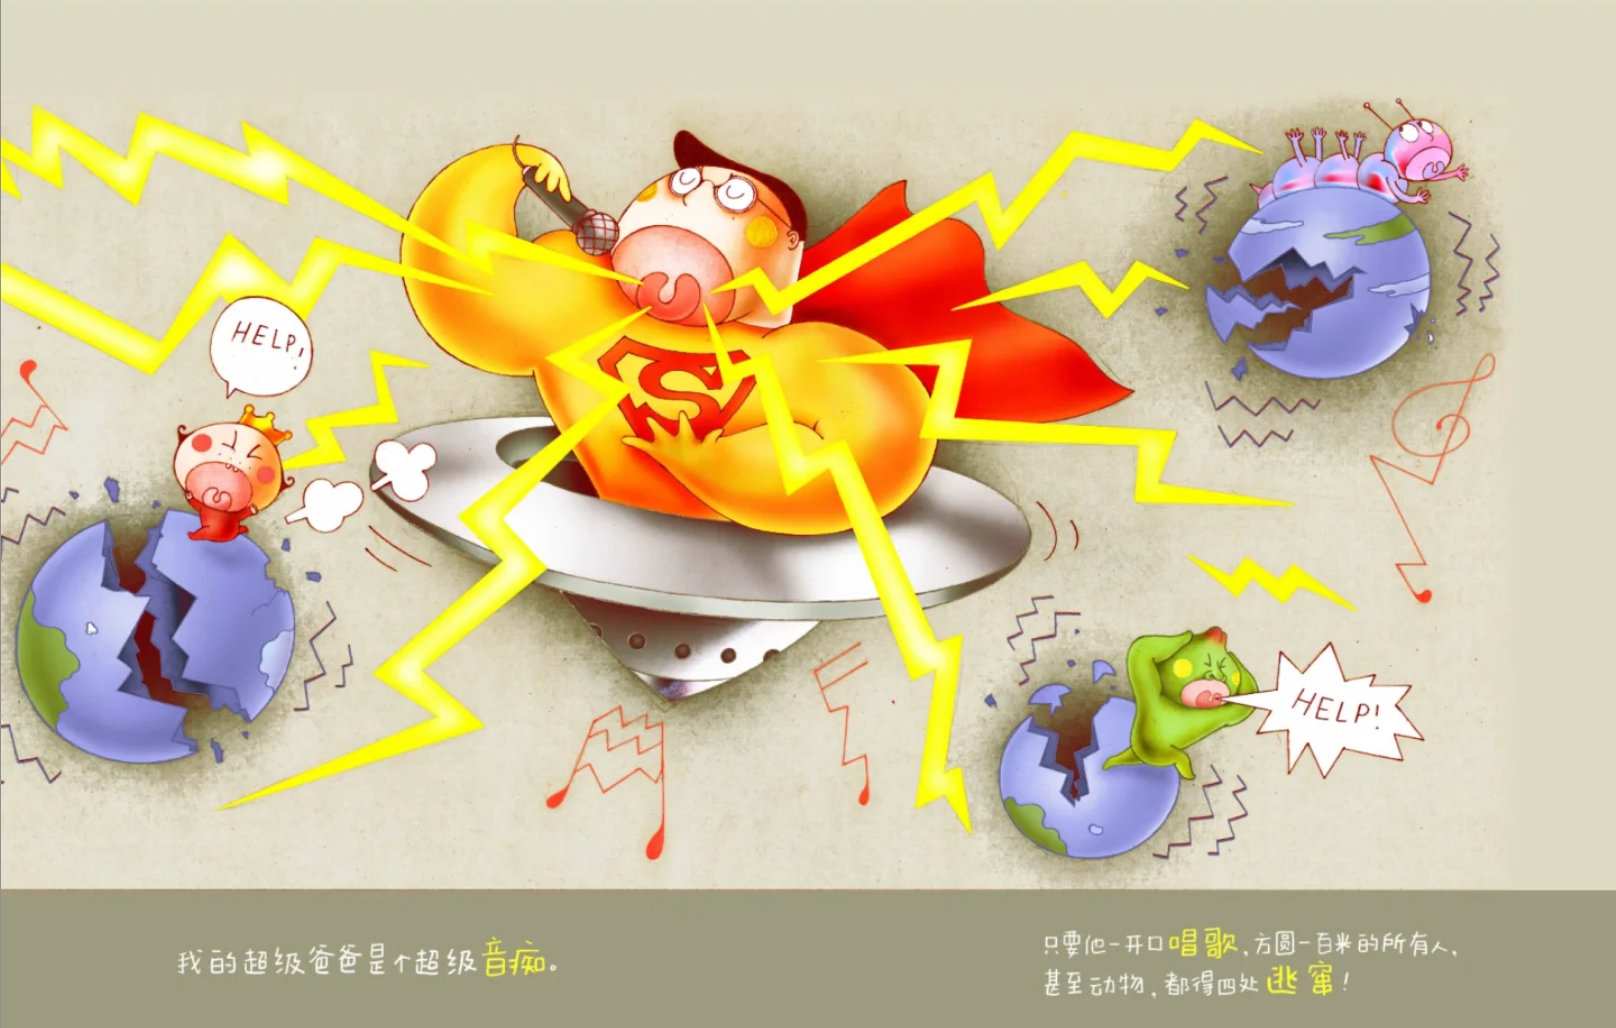 HELP!
S
HELP!
我的超级爸爸是个超级音痴。
只要他一开口唱歌,方圆一百米的所有人,
甚至动物,都得四处逃窜!